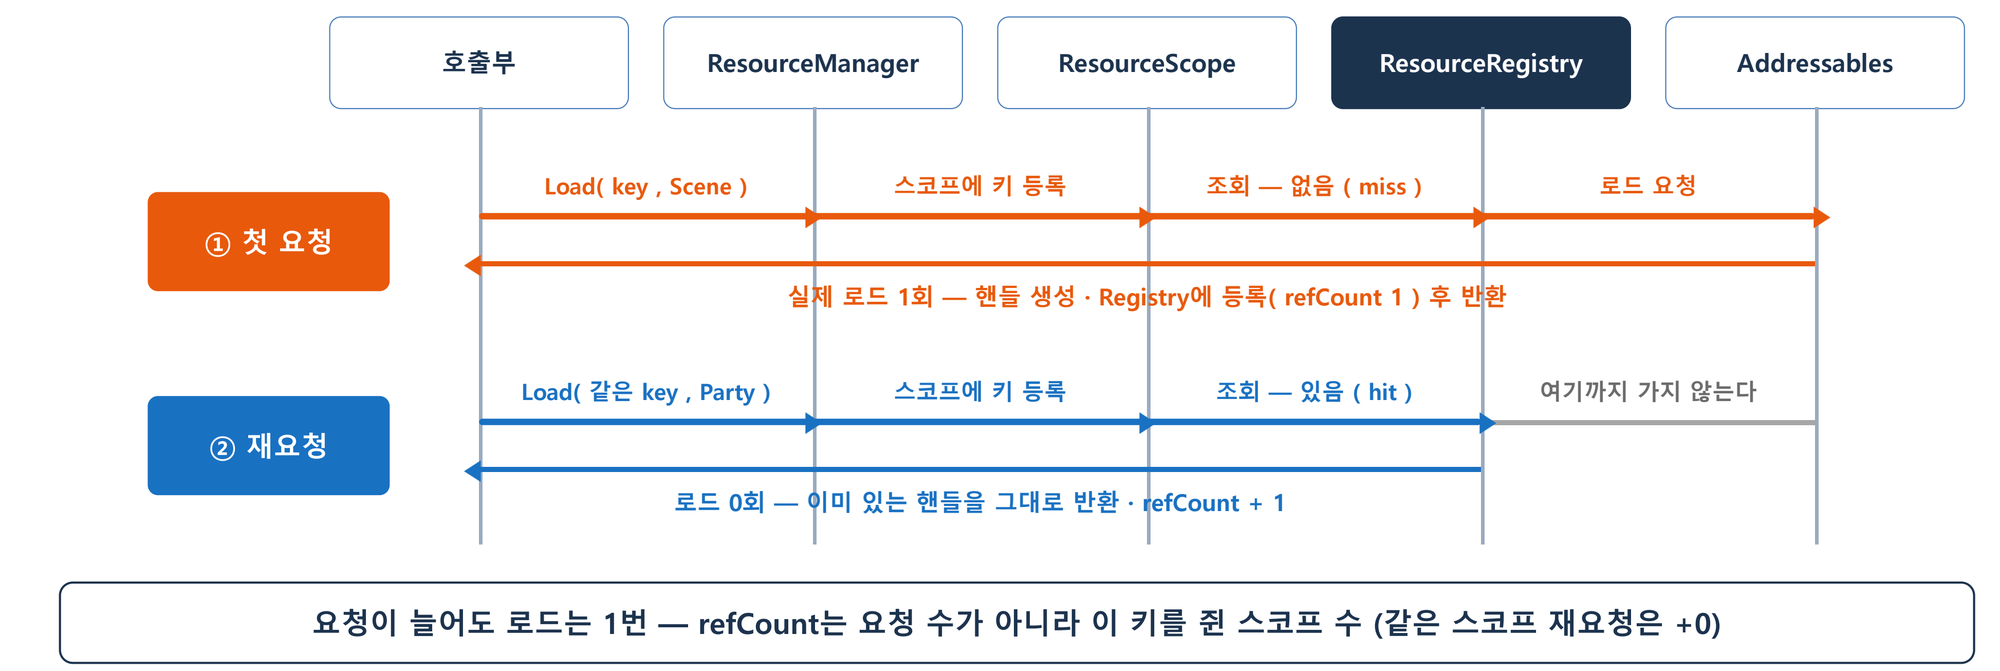 호출부
ResourceManager
ResourceScope
ResourceRegistry
Addressables
① 첫 요청
Load( key , Scene )
스코프에 키 등록
조회 — 없음 ( miss )
로드 요청
실제 로드 1회 — 핸들 생성 · Registry에 등록( refCount 1 ) 후 반환
② 재요청
Load( 같은 key , Party )
스코프에 키 등록
조회 — 있음 ( hit )
여기까지 가지 않는다
로드 0회 — 이미 있는 핸들을 그대로 반환 · refCount + 1
요청이 늘어도 로드는 1번 — refCount는 요청 수가 아니라 이 키를 쥔 스코프 수 (같은 스코프 재요청은 +0)